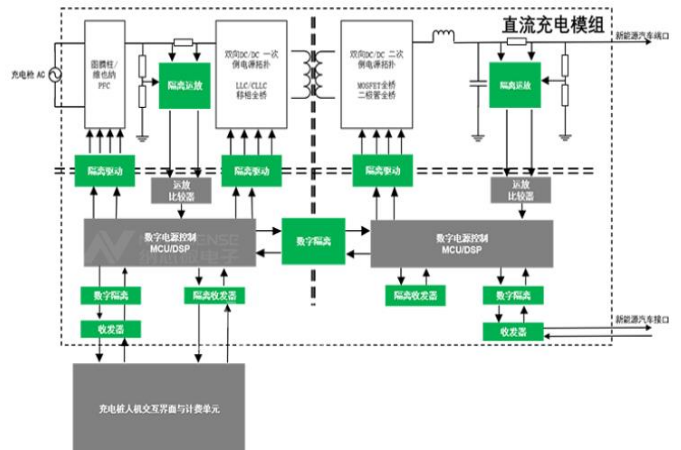 直流充电模组
新能源汽车端口
充电枪 AC
图腾柱/
维也纳
PFC
隔离运放
双向DC/DC 一次
侧电源拓扑
LLC/CLLC
移相全桥
双向DC/DC 二次
侧电源拓扑
MOSFET全桥
二极管全桥
隔离运放
隔离驱动
隔离驱动
隔离驱动
运放
比较器
运放
比较器
数字电源控制
MCU/DSP
数字隔离
数字电源控制
MCU/DSP
数字隔离
隔离收发器
隔离收发器
数字隔离
收发器
收发器
新能源汽车接口
充电桩人机交互界面与计费单元